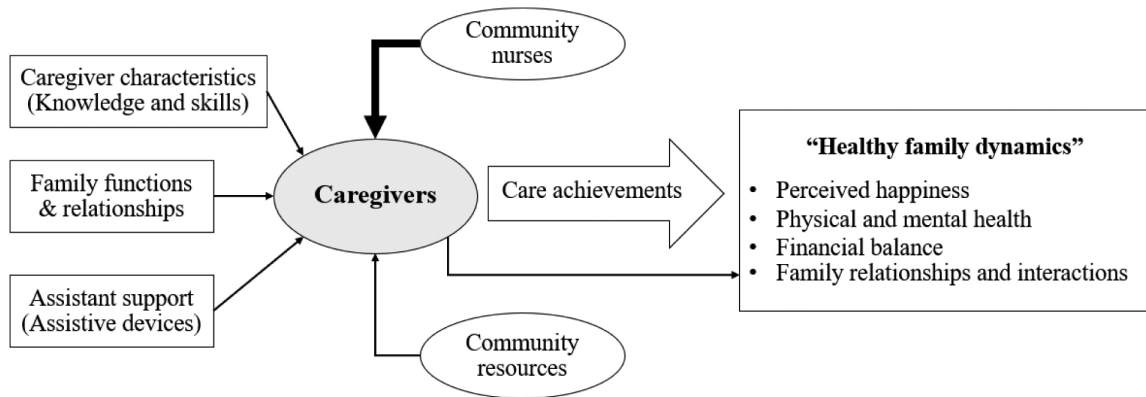 Community
nurses
Caregiver characteristics
(Knowledge and skills)
Family functions
& relationships
Assistant support
(Assistive devices)
Caregivers
Community
resources
Care achievements
“Healthy family dynamics”
• Perceived happiness
• Physical and mental health
• Financial balance
• Family relationships and interactions